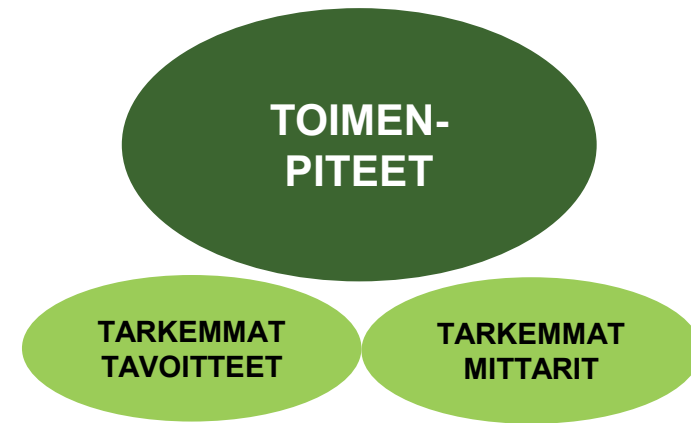 TOIMEN-
PITEET
TARKEMMAT
TAVOITTEET
TARKEMMAT
MITTARIT